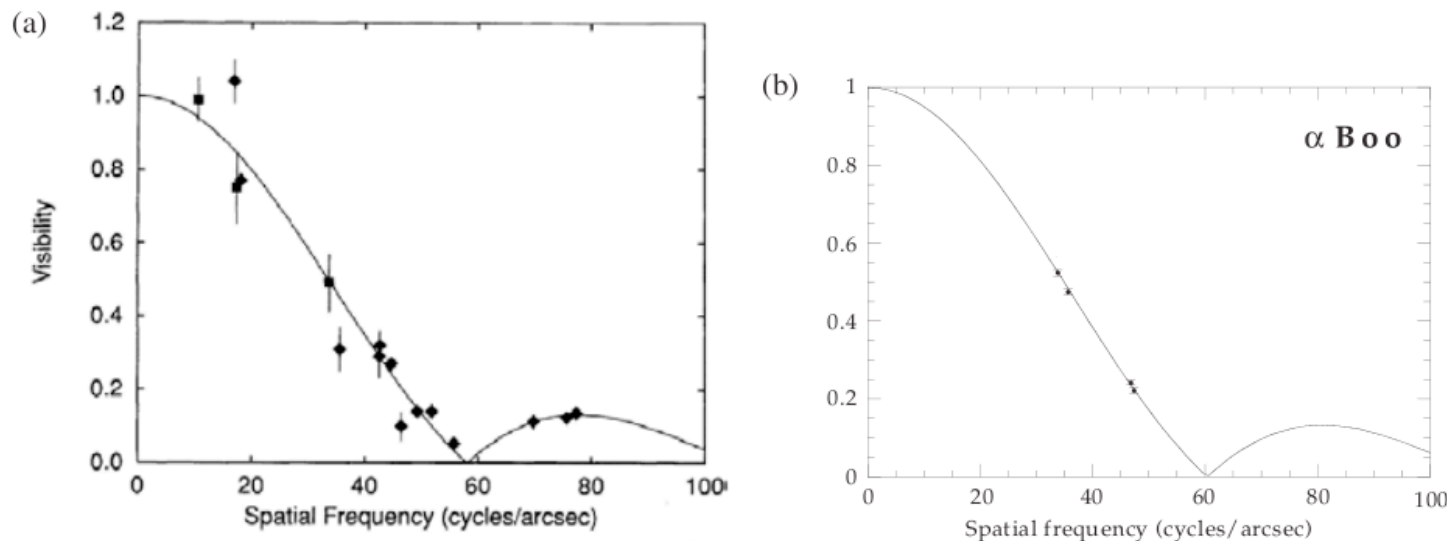 (a)
1.2
1.0
0.8
0.6
0.4
0.2
0.0
Visibility
0 20 40 60 80 100
Spatial Frequency (cycles/arcsec)
(b)
α Boo
1
0.8
0.6
0.4
0.2
0
0 20 40 60 80 100
Spatial frequency (cycles/arcsec)